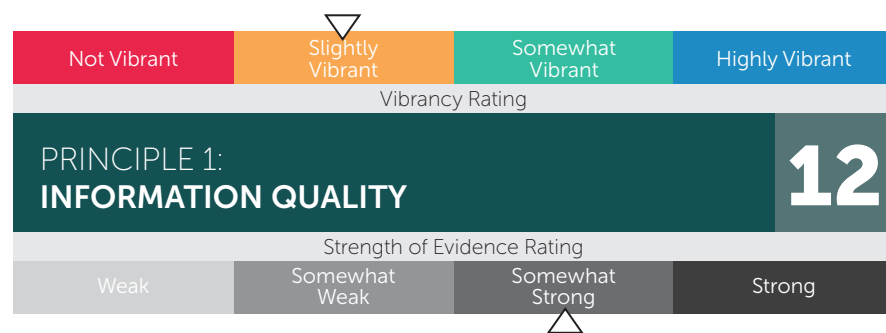 Not Vibrant
Slightly
Vibrant
Somewhat
Vibrant
Highly Vibrant
Vibrancy Rating
PRINCIPLE 1:
INFORMATION QUALITY
12
Strength of Evidence Rating
Weak
Somewhat
Weak
Somewhat
Strong
Strong